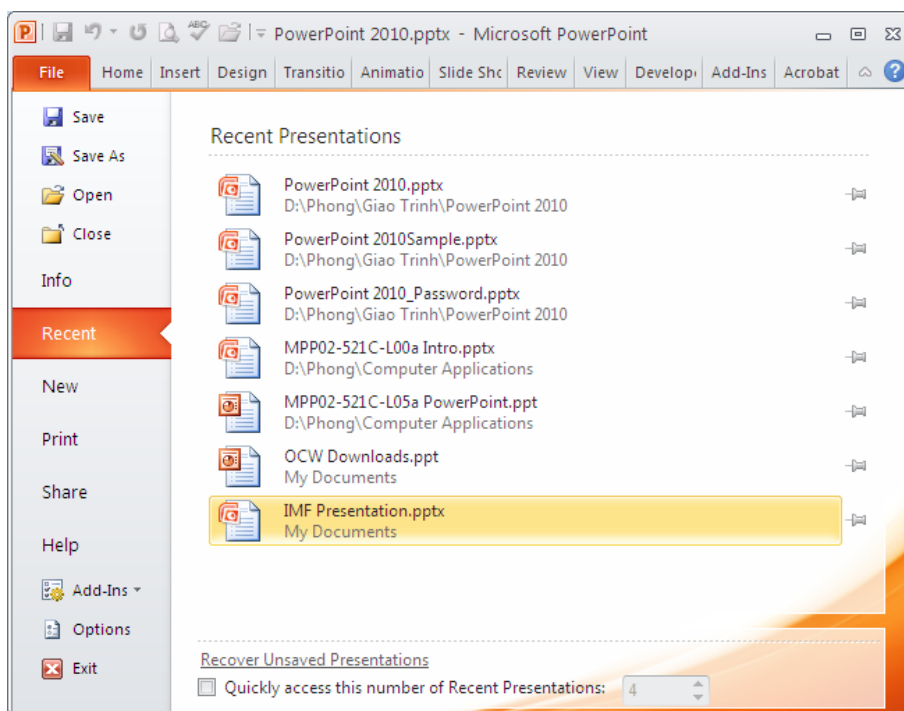 PowerPoint 2010.pptx - Microsoft PowerPoint
File Home Insert Design Transitio Animatio Slide Shc Review View Develop Add-Ins Acrobat
Save
Save As
Open
Close
Info
Recent
New
Print
Share
Help
Add-Ins
Options
Exit
Recent Presentations
PowerPoint 2010.pptx
D:\Phong\Giao Trinh\PowerPoint 2010
PowerPoint 2010Sample.pptx
D:\Phong\Giao Trinh\PowerPoint 2010
PowerPoint 2010_Password.pptx
D:\Phong\Giao Trinh\PowerPoint 2010
MPP02-521C-L00a Intro.pptx
D:\Phong\Computer Applications
MPP02-521C-L05a PowerPoint.ppt
D:\Phong\Computer Applications
OCW Downloads.ppt
My Documents
IMF Presentation.pptx
My Documents
Recover Unsaved Presentations
Quickly access this number of Recent Presentations: 4